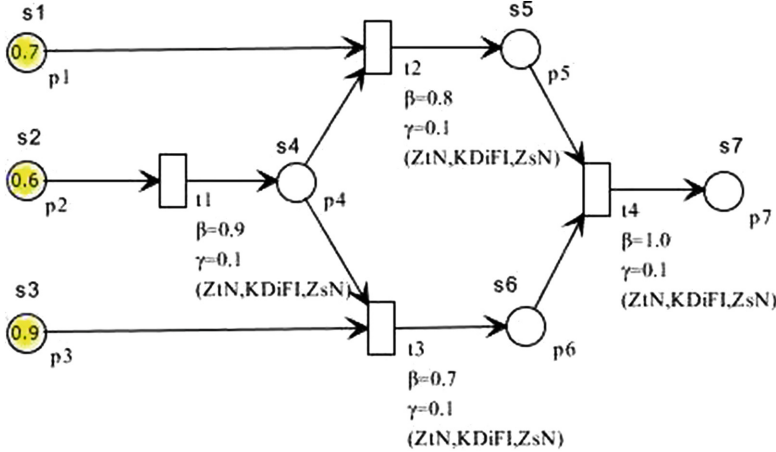 s1
0.7
p1
t2
β=0.8
γ=0.1
(ZtN,KDiFI,ZsN)
s5
p5
s2
0.6
p2
t1
β=0.9
γ=0.1
(ZtN,KDiFI,ZsN)
s4
p4
s3
0.9
p3
t3
β=0.7
γ=0.1
(ZtN,KDiFI,ZsN)
s6
p6
t4
β=1.0
γ=0.1
(ZtN,KDiFI,ZsN)
s7
p7